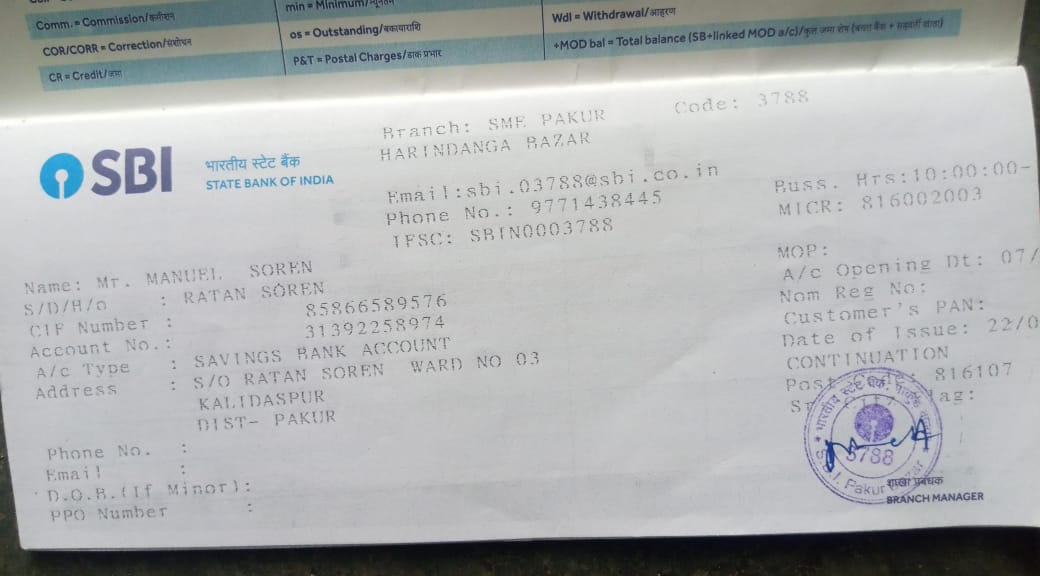 Comm. = Commission/कमीशन
COR/CORR = Correction/संशोधन
CR = Credit/जमा
min = Minimum/न्यूनतम
os = Outstanding/बकायाराशि
P&T = Postal Charges/डाक प्रभार
Wdl = Withdrawal/आहरण
+MOD bal = Total balance (SB+linked MOD a/c)/कुल जमा शेष (बचत बैंक + सहवर्ती खाता)
SBI
भारतीय स्टेट बैंक
STATE BANK OF INDIA
Branch: SME PAKUR Code: 3788
HARINDANGA BAZAR
Email:sbi.03788@sbi.co.in
Phone No.: 9771438445
IFSC: SBIN0003788
Buss. Hrs:10:00:00-
MICR: 816002003
Name: Mr. MANUEL SOREN
S/D/H/o : RATAN SOREN
CIF Number : 85866589576
Account No.: 31392258974
A/c Type : SAVINGS BANK ACCOUNT
Address : S/O RATAN SOREN WARD NO 03
KALIDASPUR
DIST- PAKUR
Phone No. :
Email :
D.O.B.(If Minor):
PPO Number :
MOP:
A/c Opening Dt: 07/
Nom Reg No:
Customer's PAN:
Date of Issue: 22/0
CONTINUATION
Post : 816107
ag:
भारतीय स्टेट बैंक
3788
S.B.I. Pakur
शाखा प्रबंधक
BRANCH MANAGER